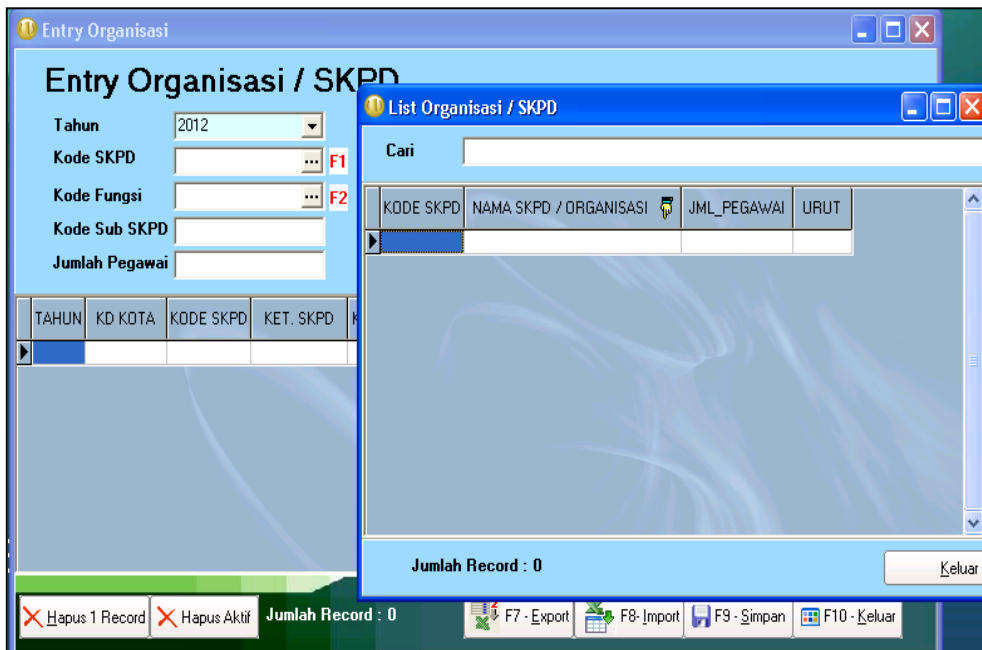 Entry Organisasi
Entry Organisasi / SKPD
Tahun 2012
Kode SKPD ... F1
Kode Fungsi ... F2
Kode Sub SKPD
Jumlah Pegawai
TAHUN KD KOTA KODE SKPD KET. SKPD
Hapus 1 Record Hapus Aktif Jumlah Record : 0 F7 - Export F8- Import F9 - Simpan F10 - Keluar
List Organisasi / SKPD
Cari
KODE SKPD NAMA SKPD / ORGANISASI JML_PEGAWAI URUT
Jumlah Record : 0 Keluar